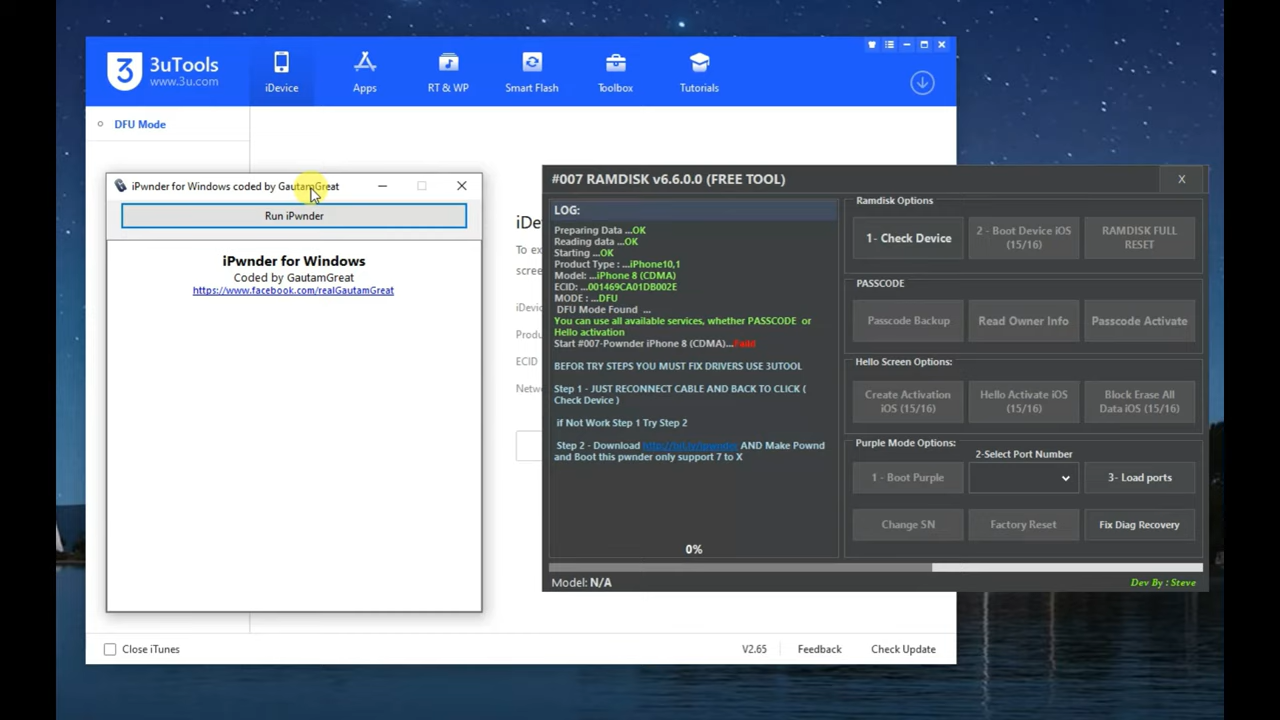 3uTools
www.3u.com
iDevice
Apps
RT & WP
Smart Flash
Toolbox
Tutorials
DFU Mode
iPwnder for Windows coded by GautamGreat
Run iPwnder
iPwnder for Windows
Coded by GautamGreat
https://www.facebook.com/realGautamGreat
iDe
To ex
scree
iDevic
Produ
ECID
Netw
#007 RAMDISK v6.6.0.0 (FREE TOOL)
X
LOG:
Preparing Data ...OK
Reading data ...OK
Starting ...OK
Product Type : ...iPhone10,1
Model: ...iPhone 8 (CDMA)
ECID: ...001469CA01DB002E
MODE : ...DFU
DFU Mode Found ...
You can use all available services, whether PASSCODE or
Hello activation
Start #007-Pownder iPhone 8 (CDMA)...Faild
BEFOR TRY STEPS YOU MUST FIX DRIVERS USE 3UTOOL
Step 1 - JUST RECONNECT CABLE AND BACK TO CLICK (
Check Device )
if Not Work Step 1 Try Step 2
Step 2 - Download AND Make Pownd
and Boot this pwnder only support 7 to X
0%
Model: N/A
Ramdisk Options
1- Check Device
2 - Boot Device iOS
(15/16)
RAMDISK FULL
RESET
PASSCODE
Passcode Backup
Read Owner Info
Passcode Activate
Hello Screen Options:
Create Activation
iOS (15/16)
Hello Activate iOS
(15/16)
Block Erase All
Data iOS (15/16)
Purple Mode Options:
2-Select Port Number
1 - Boot Purple
3- Load ports
Change SN
Factory Reset
Fix Diag Recovery
Dev By : Steve
Close iTunes
V2.65
Feedback
Check Update